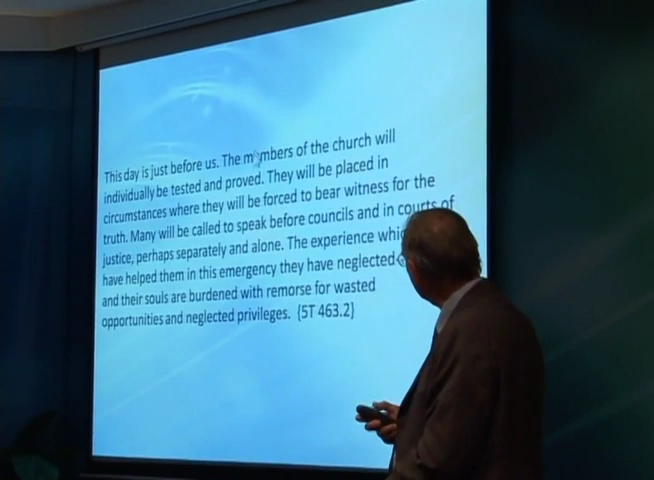 This day is just before us. The members of the church will
individually be tested and proved. They will be placed in
circumstances where they will be forced to bear witness for the
truth. Many will be called to speak before councils and in courts of
justice, perhaps separately and alone. The experience whic
have helped them in this emergency they have neglected
and their souls are burdened with remorse for wasted
opportunities and neglected privileges. {5T 463.2}